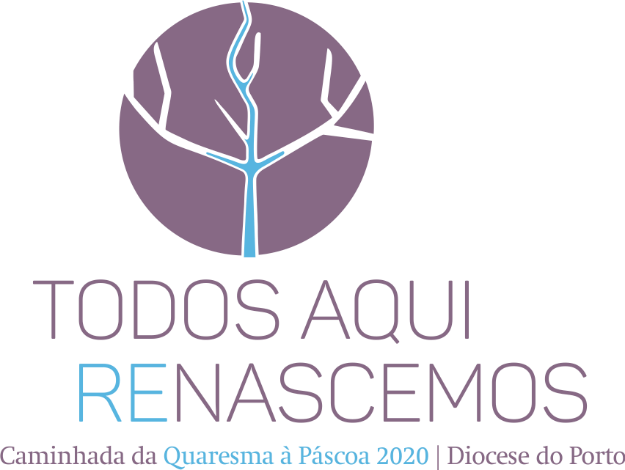 TODOS AQUI
RENASCEMOS
Caminhada da Quaresma à Páscoa 2020 | Diocese do Porto